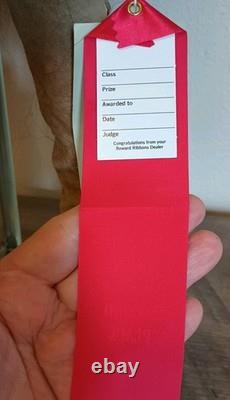 Class
Prize
Awarded to
Date
Judge
Congratulations from your
Reward Ribbons Dealer
ebay